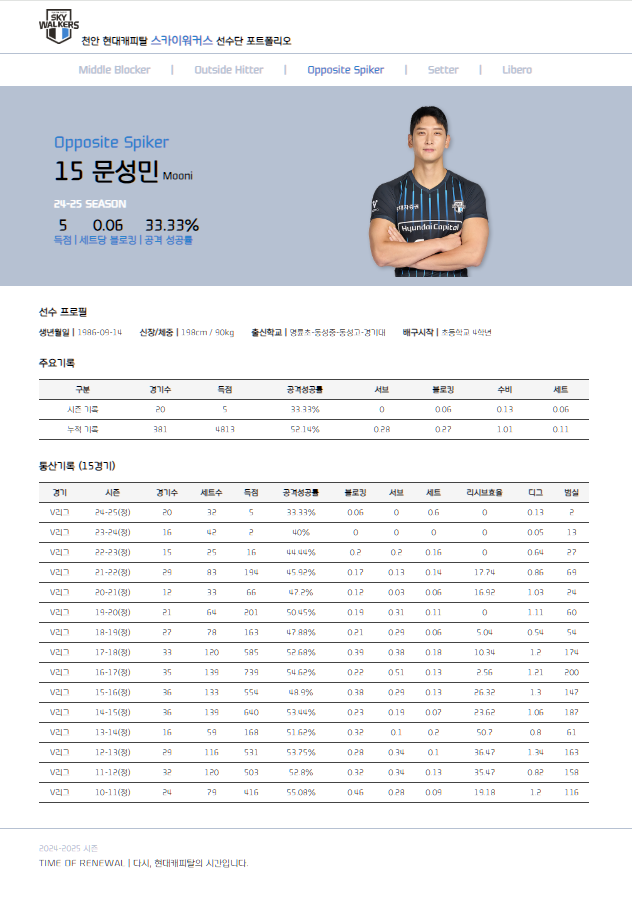 SKY
WALKERS
천안 현대캐피탈 스카이워커스 선수단 포트폴리오
Middle Blocker | Outside Hitter | Opposite Spiker | Setter | Libero
Opposite Spiker
15 문성민 Mooni
24-25 SEASON
5 0.06 33.33%
득점 | 세트당 블로킹 | 공격 성공률
Hyundai Capital
선수 프로필
생년월일 | 1986-09-14 신장/체중 | 198cm / 90kg 출신학교 | 명륜초-동성중-동성고-경기대 배구시작 | 초등학교 4학년
주요기록
구분 경기수 득점 공격성공률 서브 블로킹 수비 세트
시즌 기록 20 5 33.33% 0 0.06 0.13 0.06
누적 기록 381 4813 52.14% 0.28 0.27 1.01 0.11
통산기록 (15경기)
경기 시즌 경기수 세트수 득점 공격성공률 블로킹 서브 세트 리시브효율 디그 범실
V리그 24-25(정) 20 32 5 33.33% 0.06 0 0.6 0 0.13 2
V리그 23-24(정) 16 42 2 40% 0 0 0 0 0.05 13
V리그 22-23(정) 15 25 16 44.44% 0.2 0.2 0.16 0 0.64 27
V리그 21-22(정) 29 83 194 45.92% 0.17 0.13 0.14 17.74 0.86 69
V리그 20-21(정) 12 33 66 47.2% 0.12 0.03 0.06 16.92 1.03 24
V리그 19-20(정) 21 64 201 50.45% 0.19 0.31 0.11 0 1.11 60
V리그 18-19(정) 27 78 163 47.88% 0.21 0.29 0.06 5.04 0.54 54
V리그 17-18(정) 33 120 585 52.68% 0.39 0.38 0.18 10.34 1.2 174
V리그 16-17(정) 35 139 739 54.62% 0.22 0.51 0.13 2.56 1.21 200
V리그 15-16(정) 36 133 554 48.9% 0.38 0.29 0.13 26.32 1.3 147
V리그 14-15(정) 36 139 640 53.44% 0.23 0.19 0.07 23.62 1.06 187
V리그 13-14(정) 16 59 168 51.62% 0.32 0.1 0.2 50.7 0.8 61
V리그 12-13(정) 29 116 531 53.75% 0.28 0.34 0.1 36.47 1.34 163
V리그 11-12(정) 32 120 503 52.8% 0.32 0.34 0.13 35.47 0.82 158
V리그 10-11(정) 24 79 416 55.08% 0.46 0.28 0.09 19.18 1.2 116
2024-2025 시즌
TIME OF RENEWAL | 다시, 현대캐피탈의 시간입니다.